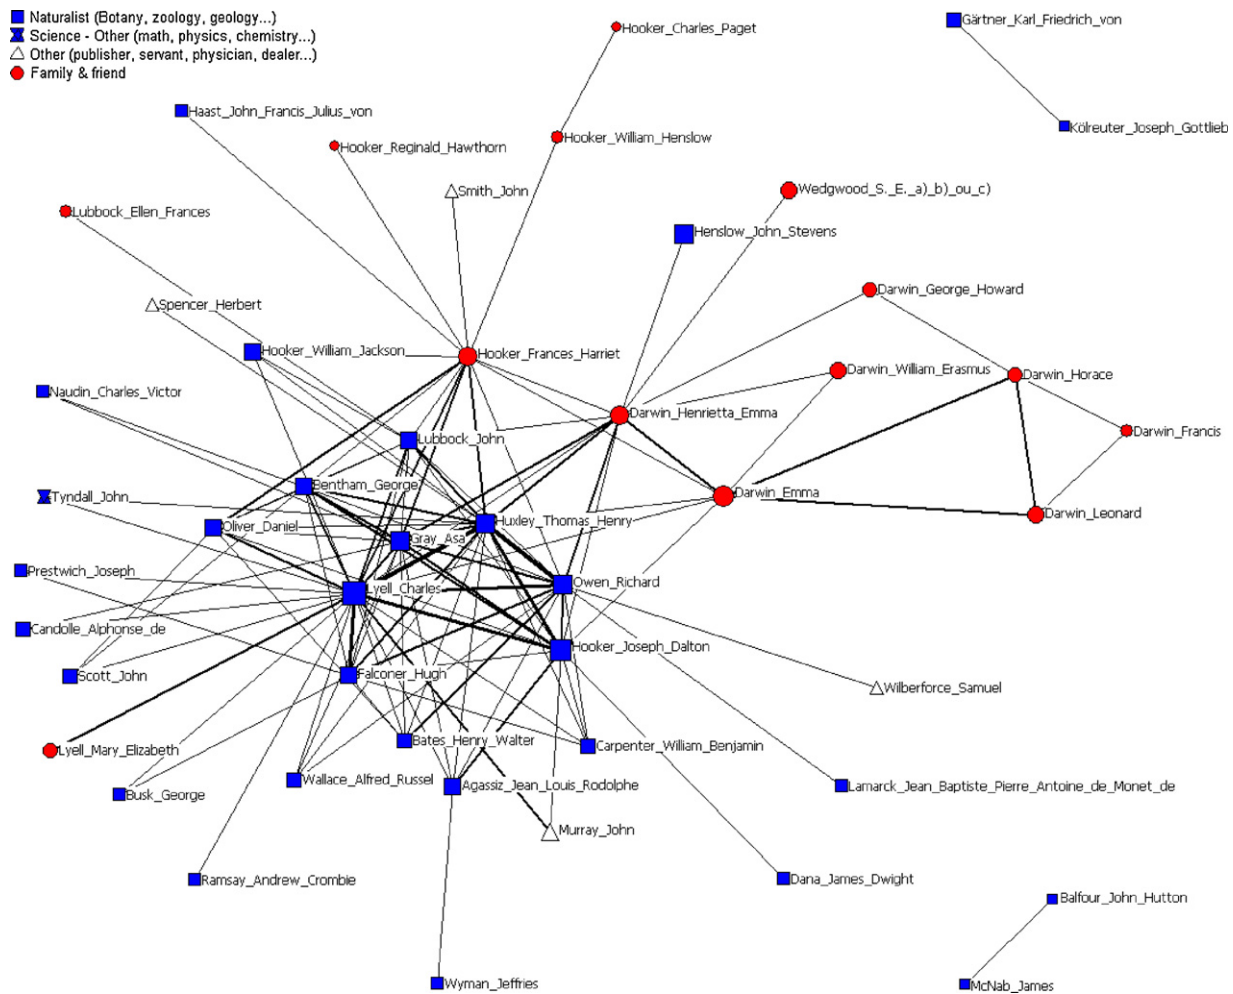 Naturalist (Botany, zoology, geology...)
Science - Other (math, physics, chemistry...)
Other (publisher, servant, physician, dealer...)
Family & friend
Gärtner_Karl_Friedrich_von
Hooker_Charles_Paget
Haast_John_Francis_Julius_von
Kölreuter_Joseph_Gottlieb
Hooker_William_Henslow
Hooker_Reginald_Hawthorn
Smith_John
Wedgwood_S._E._a)_b)_ou_c)
Lubbock_Ellen_Frances
Henslow_John_Stevens
Darwin_George_Howard
Spencer_Herbert
Hooker_William_Jackson
Hooker_Frances_Harriet
Darwin_William_Erasmus
Darwin_Horace
Naudin_Charles_Victor
Darwin_Henrietta_Emma
Darwin_Francis
Lubbock_John
Bentham_George
Darwin_Emma
Tyndall_John
Darwin_Leonard
Oliver_Daniel
Huxley_Thomas_Henry
Gray_Asa
Prestwich_Joseph
Owen_Richard
Lyell_Charles
Candolle_Alphonse_de
Hooker_Joseph_Dalton
Scott_John
Falconer_Hugh
Wilberforce_Samuel
Lyell_Mary_Elizabeth
Bates_Henry_Walter
Carpenter_William_Benjamin
Wallace_Alfred_Russel
Agassiz_Jean_Louis_Rodolphe
Lamarck_Jean_Baptiste_Pierre_Antoine_de_Monet_de
Busk_George
Murray_John
Ramsay_Andrew_Crombie
Dana_James_Dwight
Balfour_John_Hutton
Wyman_Jeffries
McNab_James